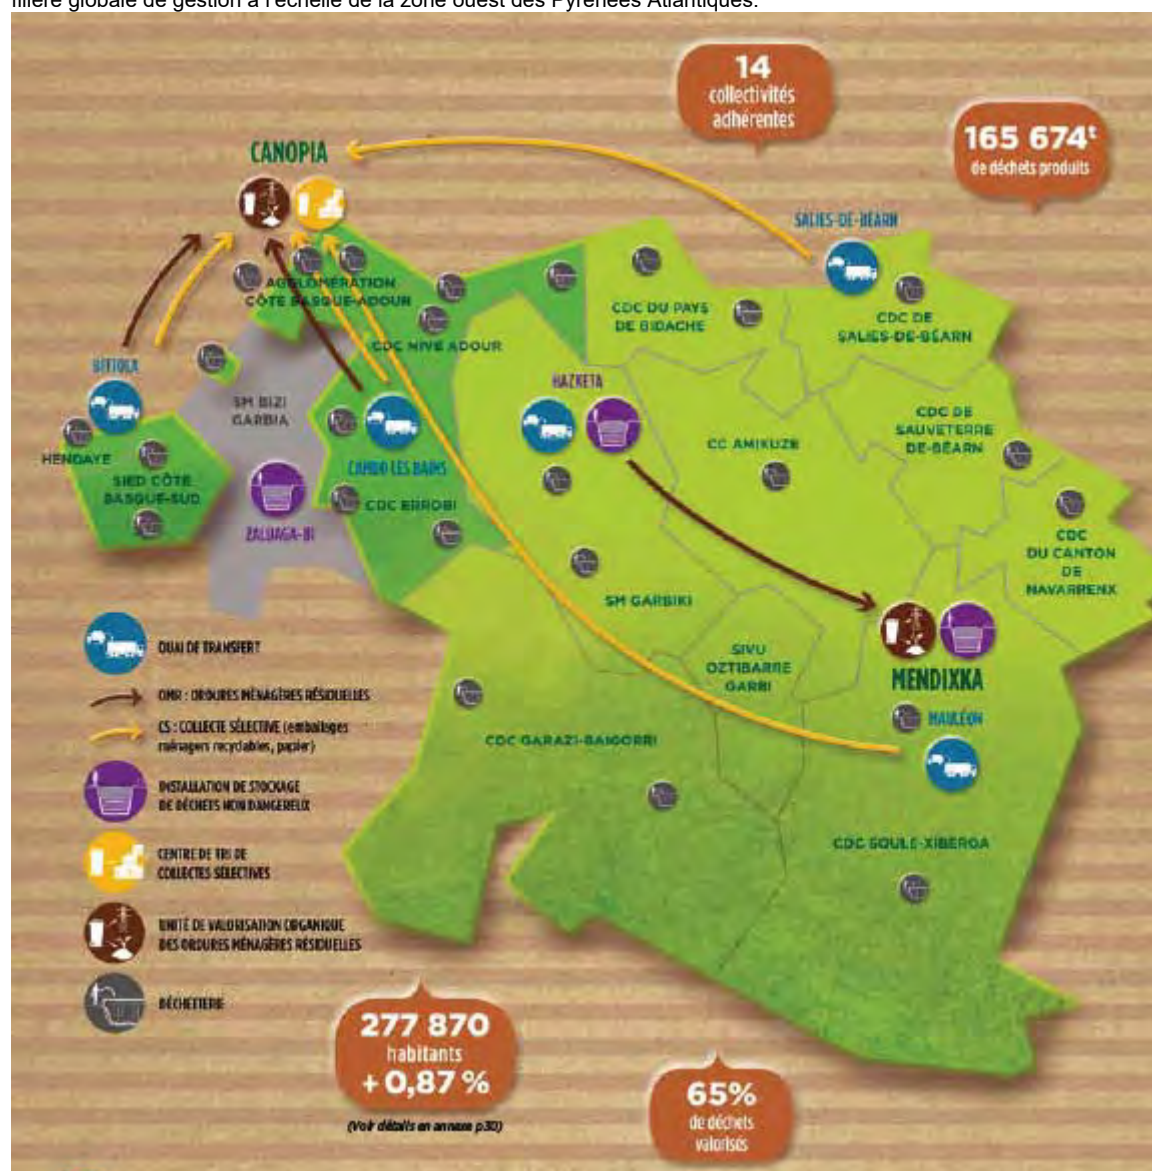 filière globale de gestion à l'échelle de la zone ouest des Pyrénées Atlantiques.
14
collectivités
adhérentes
165 674t
de déchets produits
CANOPIA
SALIES-DE-BÉARN
AGGLOMÉRATION
CÔTE BASQUE-ADOUR
CDC DU PAYS
DE BIDACHE
CDC DE
SALIES-DE-BÉARN
CDC NIVE ADOUR
BITTOLA
HAZKETA
SM BIZI
GARBIA
CDC DE
SAUVETERRE
DE-BÉARN
CC AMIKUZE
HENDAYE
CAMBO LES BAINS
SIED CÔTE
BASQUE-SUD
CDC ERROBI
ZALUAGA-BI
CDC
DU CANTON
DE
NAVARRENX
SM GARBIKI
SIVU
OZTIBARRE
GARBI
MENDIXKA
MAULÉON
CDC GARAZI-BAIGORRI
CDC SOULE-XIBEROA
QUAI DE TRANSFERT
OMR : ORDURES MÉNAGÈRES RÉSIDUELLES
CS : COLLECTE SÉLECTIVE (emballages
ménagers recyclables, papier)
INSTALLATION DE STOCKAGE
DE DÉCHETS NON DANGEREUX
CENTRE DE TRI DE
COLLECTES SÉLECTIVES
UNITÉ DE VALORISATION ORGANIQUE
DES ORDURES MÉNAGÈRES RÉSIDUELLES
DÉCHETTERIE
277 870
habitants
+ 0,87 %
(Voir détails en annexe p30)
65%
de déchets
valorisés